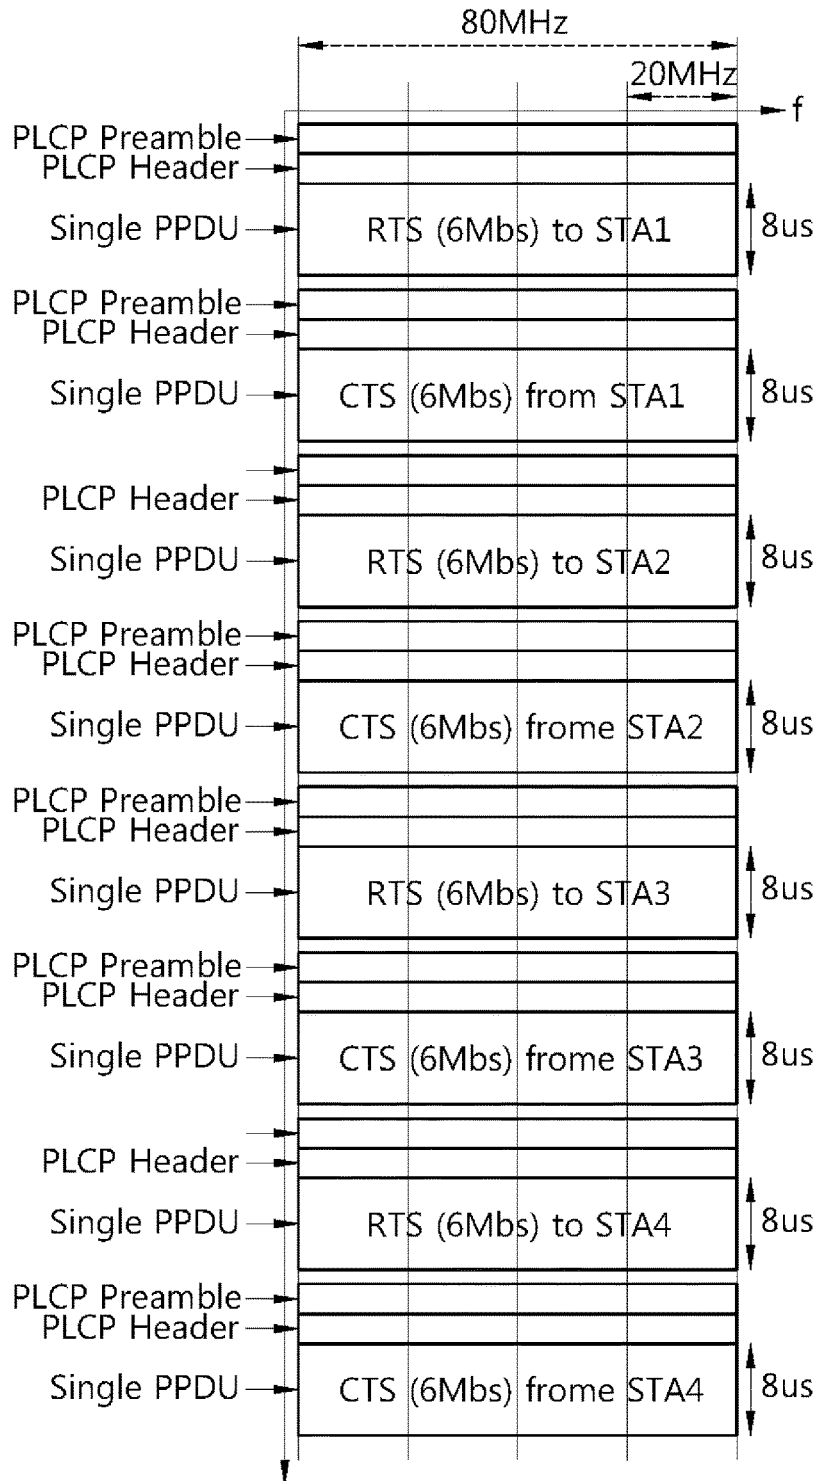 80MHz
20MHz
f
PLCP Preamble
PLCP Header
Single PPDU
RTS (6Mbs) to STA1
8us
PLCP Preamble
PLCP Header
Single PPDU
CTS (6Mbs) from STA1
8us
PLCP Header
Single PPDU
RTS (6Mbs) to STA2
8us
PLCP Preamble
PLCP Header
Single PPDU
CTS (6Mbs) frome STA2
8us
PLCP Preamble
PLCP Header
Single PPDU
RTS (6Mbs) to STA3
8us
PLCP Preamble
PLCP Header
Single PPDU
CTS (6Mbs) frome STA3
8us
PLCP Header
Single PPDU
RTS (6Mbs) to STA4
8us
PLCP Preamble
PLCP Header
Single PPDU
CTS (6Mbs) frome STA4
8us